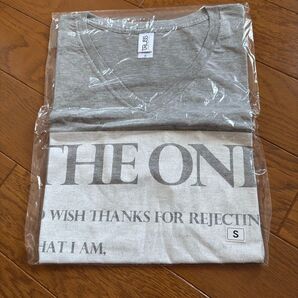 THE ONE
O WISH THANKS FOR REJECTIN
S
HAT I AM,